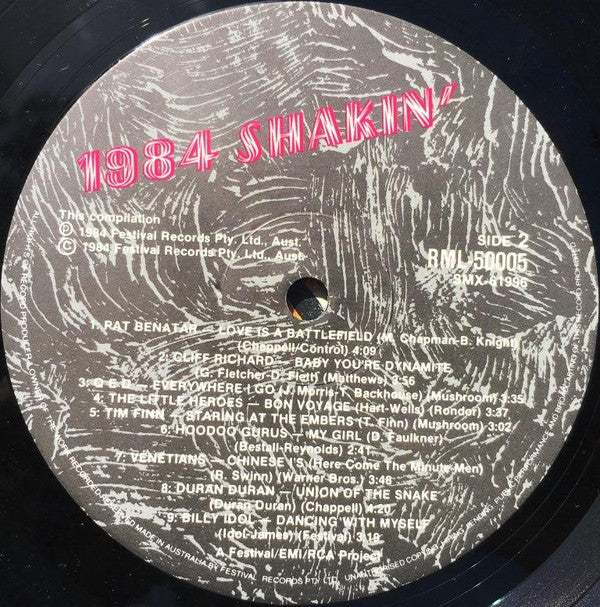 1984 SHAKIN'
This compilation
Ⓟ 1984 Festival Records Pty. Ltd., Aust.
Ⓒ 1984 Festival Records Pty. Ltd., Aust.
SIDE 2
RML-50005
SMX-61996
1. PAT BENATAR — LOVE IS A BATTLEFIELD (M. Chapman-B. Knight)
(Chappell/Control) 4:09
2. CLIFF RICHARD — BABY YOU'RE DYNAMITE
(G. Fletcher-D. Fleth) (Matthews) 3:56
3. Q.E.D. — EVERYWHERE I GO (J. Morris-T. Backhouse) (Mushroom) 3:35
4. THE LITTLE HEROES — BON VOYAGE (Hart-Wells) (Rondor) 3:37
5. TIM FINN — STARING AT THE EMBERS (T. Finn) (Mushroom) 3:02
6. HOODOO GURUS — MY GIRL (D. Faulkner)
(Bestall-Reynolds) 2:41
7. VENETIANS — CHINESE I'S (Here Come The Minute Men)
(R. Swinn) (Warner Bros.) 3:48
8. DURAN DURAN — UNION OF THE SNAKE
(Duran Duran) (Chappell) 4:20
9. BILLY IDOL — DANCING WITH MYSELF
(Idol-James) (Festival) 3:19
A Festival/EMI/RCA Project
MADE IN AUSTRALIA BY FESTIVAL RECORDS PTY. LTD. UNAUTHORISED